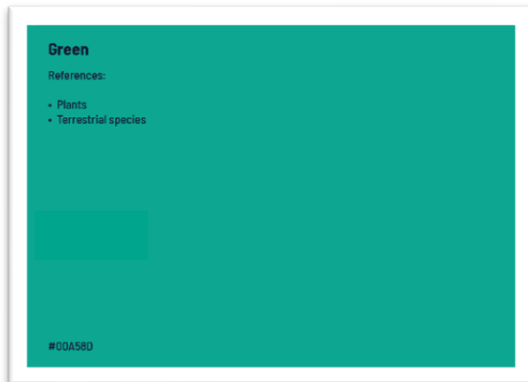 Green
References:
• Plants
• Terrestrial species
#00A58D